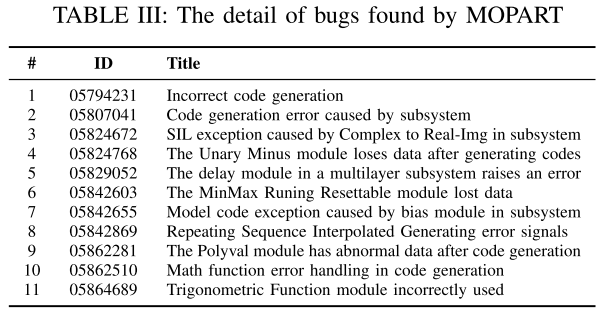 TABLE III: The detail of bugs found by MOPART
# ID Title
1 05794231 Incorrect code generation
2 05807041 Code generation error caused by subsystem
3 05824672 SIL exception caused by Complex to Real-Img in subsystem
4 05824768 The Unary Minus module loses data after generating codes
5 05829052 The delay module in a multilayer subsystem raises an error
6 05842603 The MinMax Runing Resettable module lost data
7 05842655 Model code exception caused by bias module in subsystem
8 05842869 Repeating Sequence Interpolated Generating error signals
9 05862281 The Polyval module has abnormal data after code generation
10 05862510 Math function error handling in code generation
11 05864689 Trigonometric Function module incorrectly used